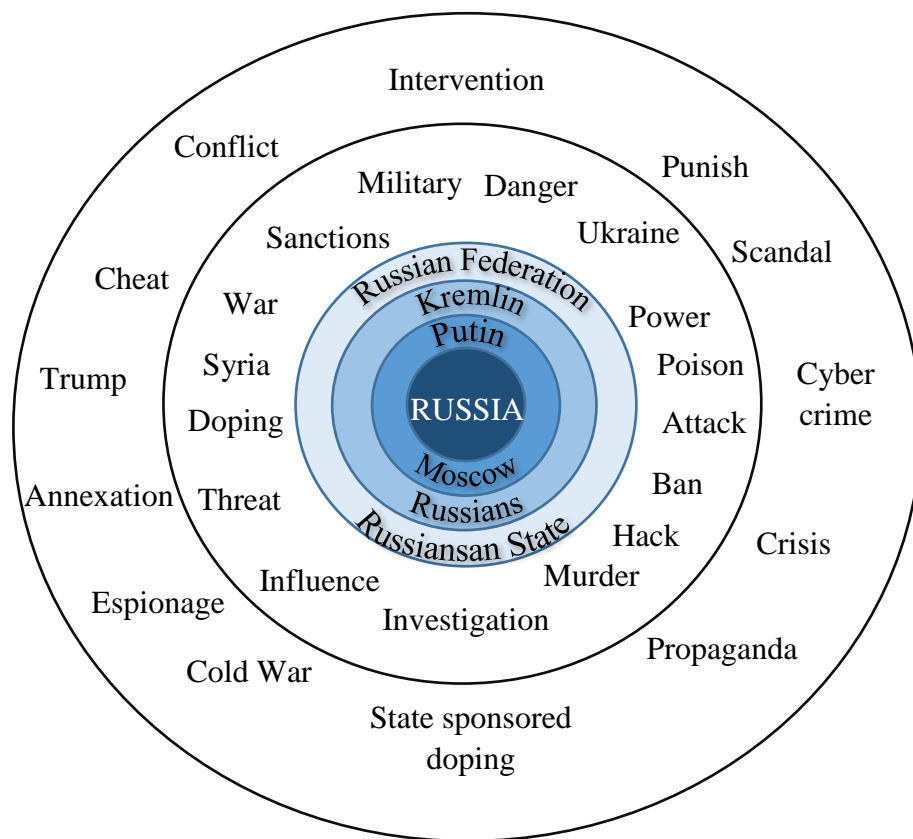 Intervention
Conflict
Punish
Military
Danger
Sanctions
Ukraine
Scandal
Russian Federation
Cheat
Kremlin
War
Power
Putin
Syria
Poison
Trump
Cyber
crime
RUSSIA
Doping
Attack
Moscow
Annexation
Threat
Ban
Russians
Russiansan State
Hack
Crisis
Influence
Murder
Espionage
Investigation
Propaganda
Cold War
State sponsored
doping